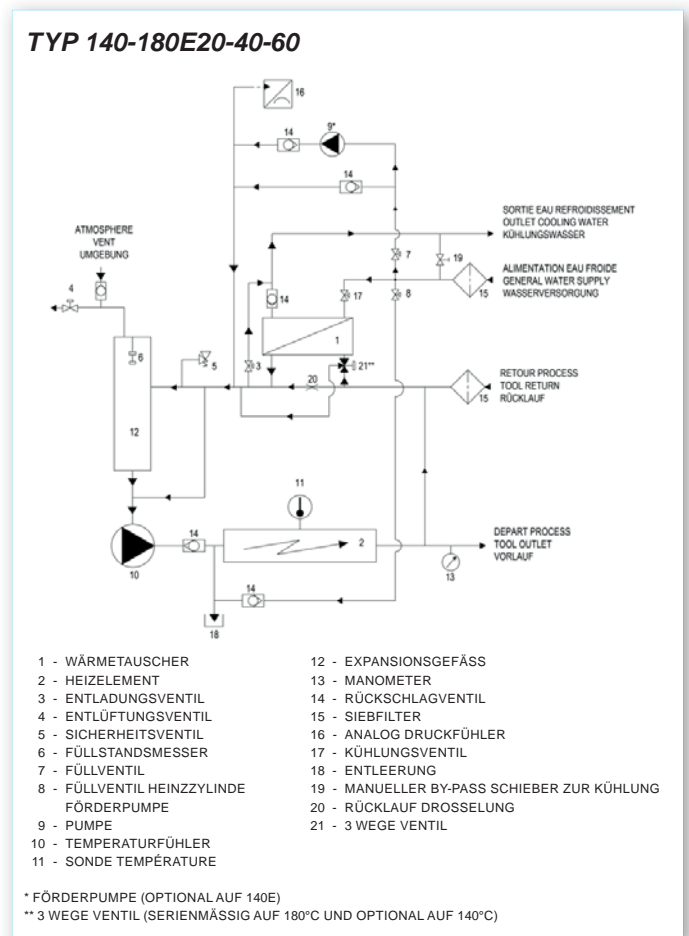 TYP 140-180E20-40-60
16
9*
14
14
SORTIE EAU REFROIDISSEMENT
OUTLET COOLING WATER
KÜHLUNGSWASSER
ATMOSPHERE
VENT
UMGEBUNG
7
19
ALIMENTATION EAU FROIDE
GENERAL WATER SUPPLY
WASSERVERSORGUNG
4
14
17
8
15
1
6
5
3
21**
20
RETOUR PROCESS
TOOL RETURN
RÜCKLAUF
15
12
11
14
2
DEPART PROCESS
TOOL OUTLET
VORLAUF
10
13
14
18
1 - WÄRMETAUSCHER
2 - HEIZELEMENT
3 - ENTLADUNGSVENTIL
4 - ENTLÜFTUNGSVENTIL
5 - SICHERHEITSVENTIL
6 - FÜLLSTANDSMESSER
7 - FÜLLVENTIL
8 - FÜLLVENTIL HEINZZYLINDE
FÖRDERPUMPE
9 - PUMPE
10 - TEMPERATURFÜHLER
11 - SONDE TEMPÉRATURE
12 - EXPANSIONSGEFÄSS
13 - MANOMETER
14 - RÜCKSCHLAGVENTIL
15 - SIEBFILTER
16 - ANALOG DRUCKFÜHLER
17 - KÜHLUNGSVENTIL
18 - ENTLEERUNG
19 - MANUELLER BY-PASS SCHIEBER ZUR KÜHLUNG
20 - RÜCKLAUF DROSSELUNG
21 - 3 WEGE VENTIL
* FÖRDERPUMPE (OPTIONAL AUF 140E)
** 3 WEGE VENTIL (SERIENMÄSSIG AUF 180°C UND OPTIONAL AUF 140°C)